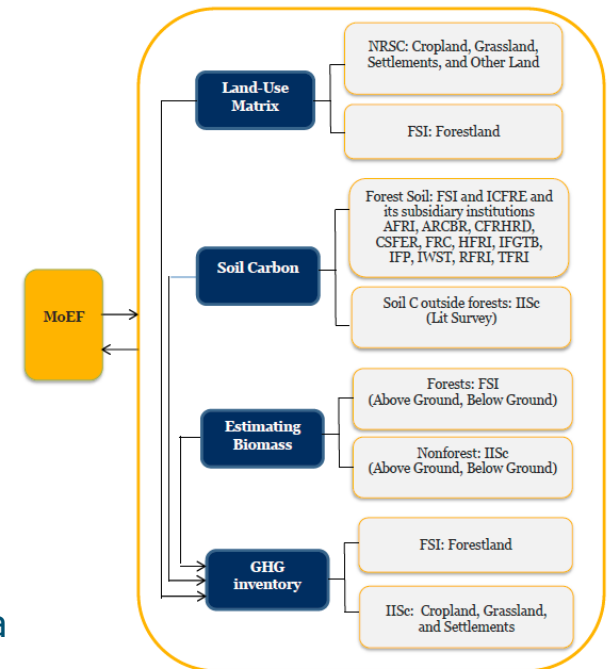 NRSC: Cropland, Grassland,
Settlements, and Other Land
Land-Use
Matrix
FSI: Forestland
Forest Soil: FSI and ICFRE and
its subsidiary institutions
AFRI, ARCBR, CFRHRD,
CSFER, FRC, HFRI, IFGTB,
IFP, IWST, RFRI, TFRI
Soil Carbon
Soil C outside forests: IISc
(Lit Survey)
MoEF
Forests: FSI
(Above Ground, Below Ground)
Estimating
Biomass
Nonforest: IISc
(Above Ground, Below Ground)
FSI: Forestland
GHG
inventory
IISc: Cropland, Grassland,
and Settlements
a